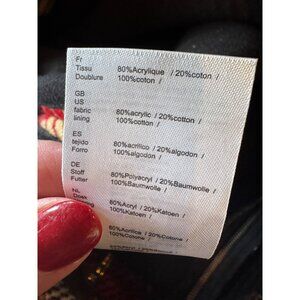 Fr
Tissu 80%Acrylique / 20%coton /
Doublure 100%coton /
GB
US
fabric 80%acrylic / 20%cotton /
lining 100%cotton /
ES
tejido 80%acrilico / 20%algodon /
Forro 100%algodon /
DE
Stoff 80%Polyacryl / 20%Baumwolle /
Futter 100%Baumwolle /
NL
80%Acryl / 20%Katoen /
100%Katoen /
80%Acrilico / 20%Cotone /
100%Cotone /